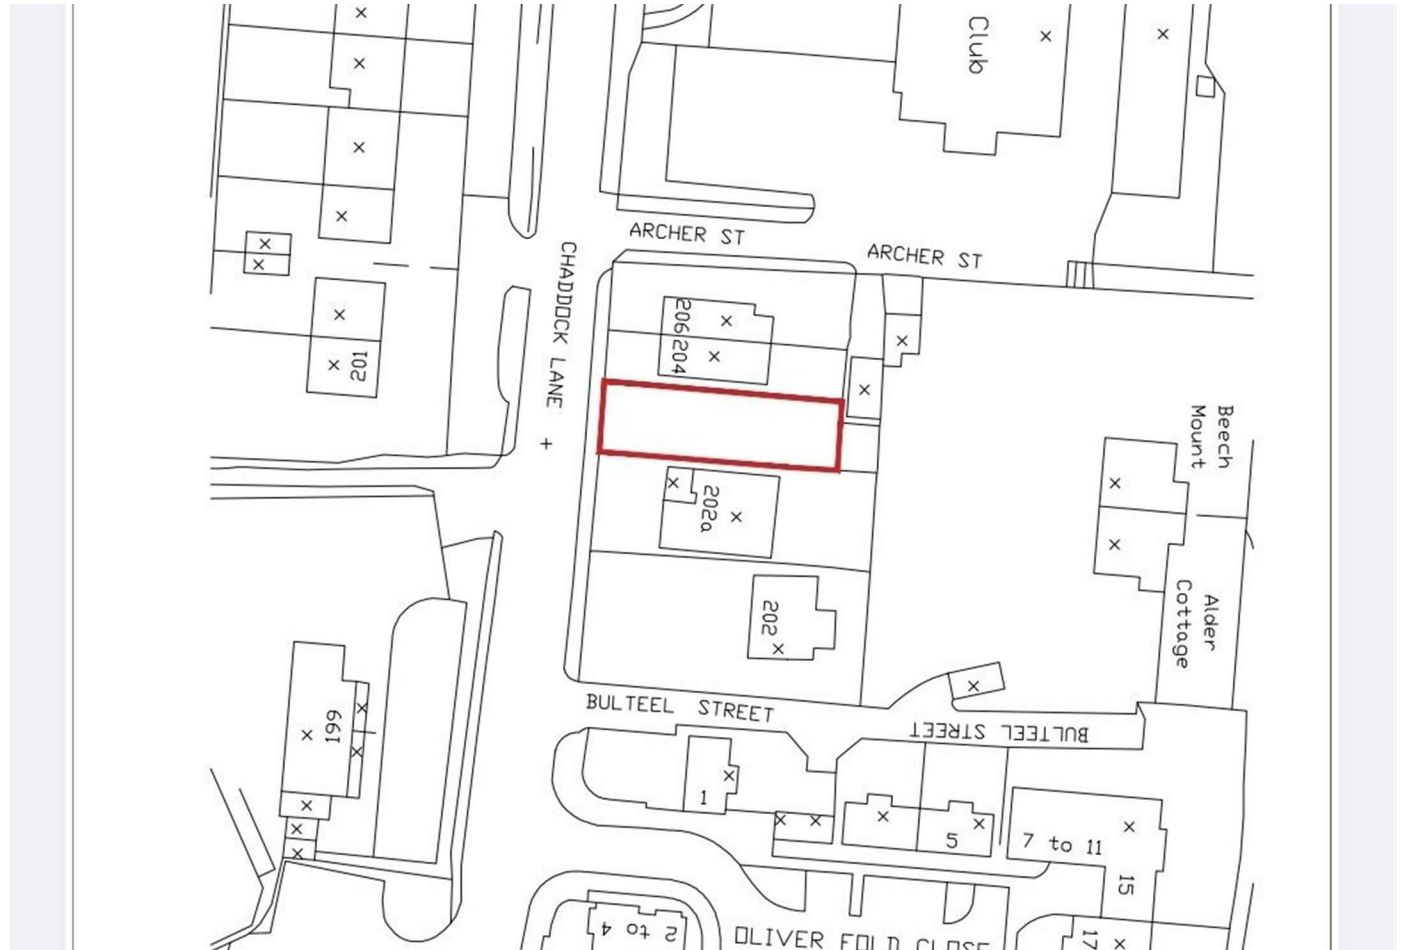 Club
ARCHER ST
ARCHER ST
CHADDOCK LANE
206
204
201
202a
202
Beech
Mount
Alder
Cottage
BULTEEL STREET
BULTEEL STREET
169
1
5
7 to 11
15
17
2 to 4
OLIVER FOLD CLOSE